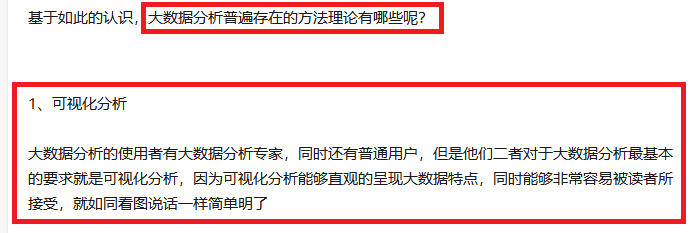 基于如此的认识，大数据分析普遍存在的方法理论有哪些呢？
1、可视化分析
大数据分析的使用者有大数据分析专家，同时还有普通用户，但是他们二者对于大数据分析最基本
的要求就是可视化分析，因为可视化分析能够直观的呈现大数据特点，同时能够非常容易被读者所
接受，就如同看图说话一样简单明了